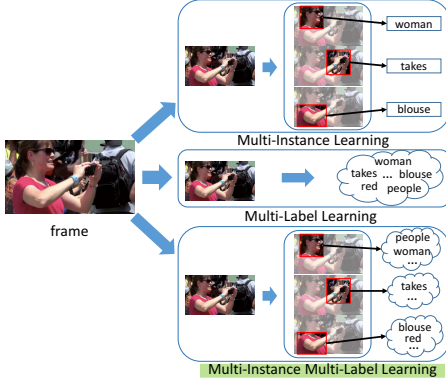 woman
takes
blouse
Multi-Instance Learning
woman
takes ... blouse
red people
Multi-Label Learning
frame
people
woman
...
takes
...
blouse
red
...
Multi-Instance Multi-Label Learning